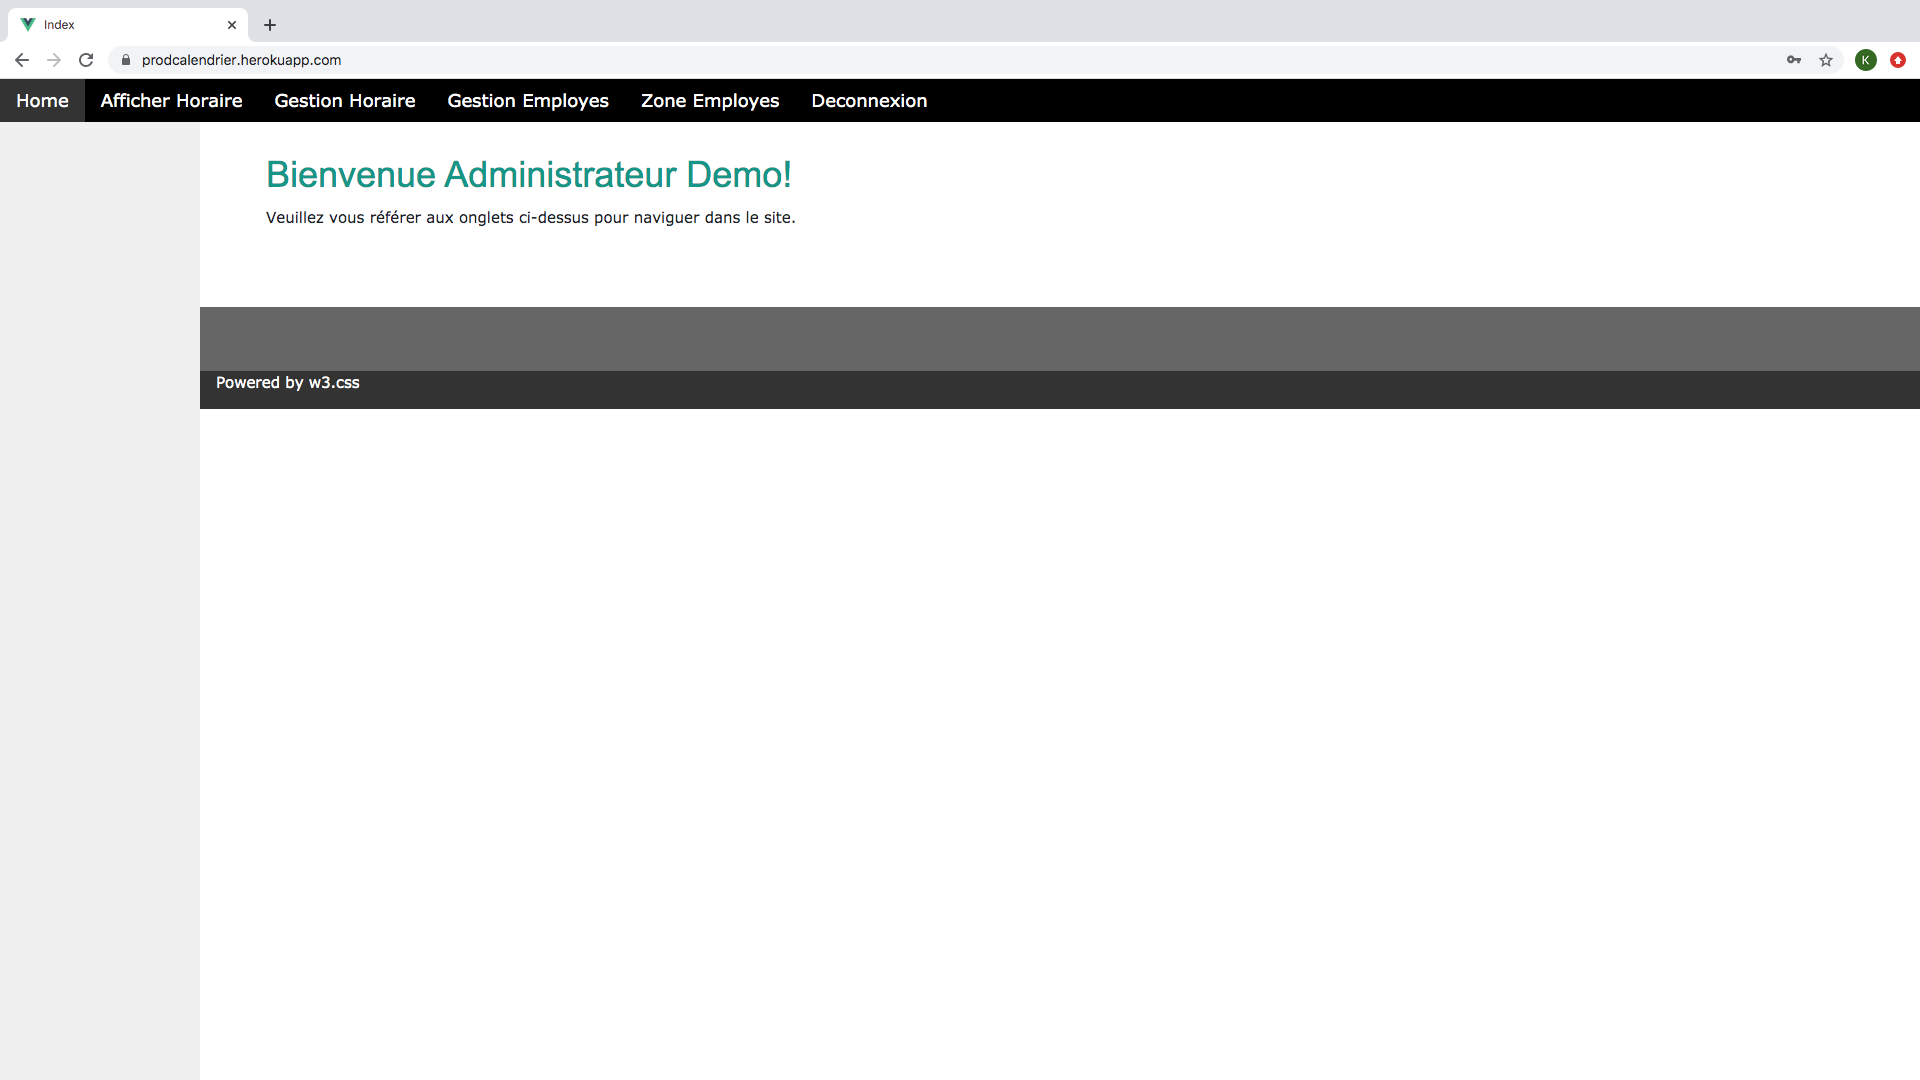 Index
prodcalendrier.herokuapp.com
K
Home Afficher Horaire Gestion Horaire Gestion Employes Zone Employes Deconnexion
Bienvenue Administrateur Demo!
Veuillez vous référer aux onglets ci-dessus pour naviguer dans le site.
Powered by w3.css